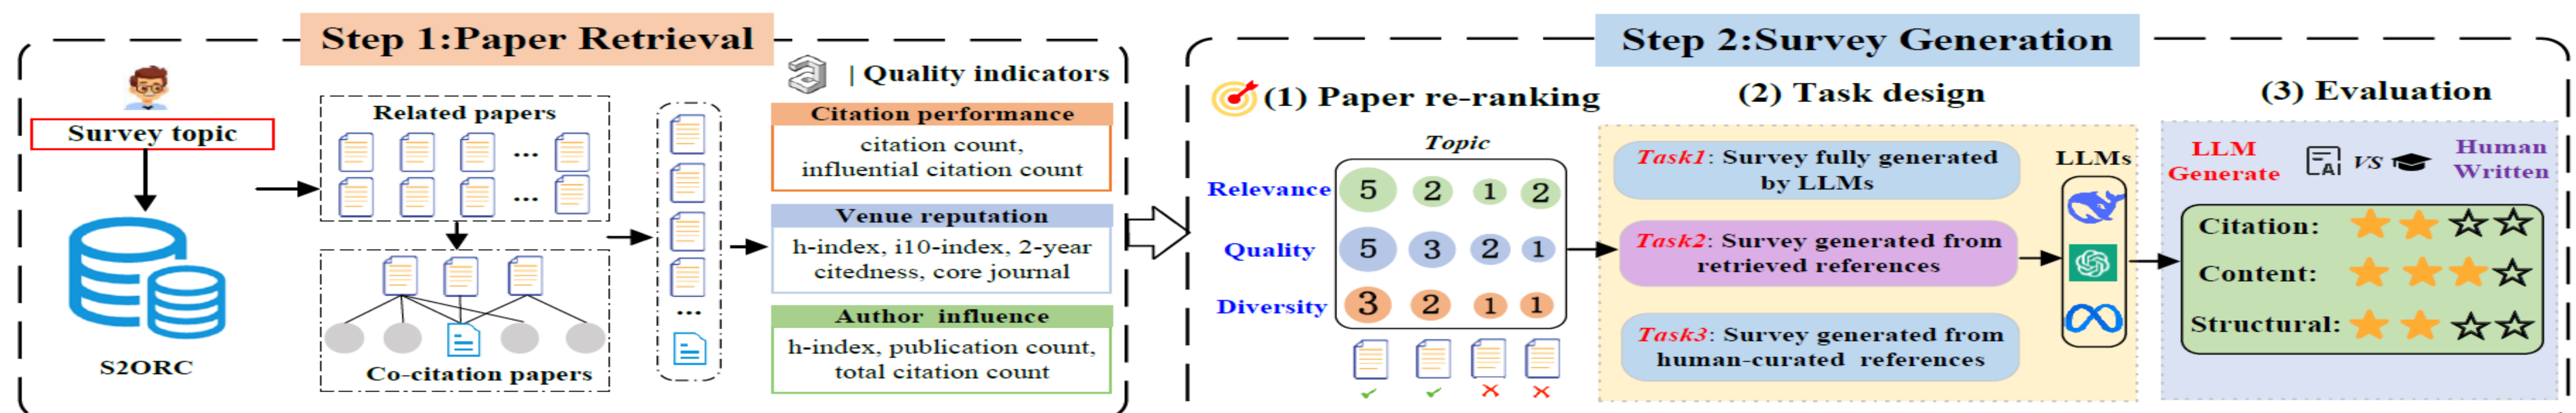 Step 1:Paper Retrieval
Survey topic
S2ORC
Related papers
...
...
Co-citation papers
...
| Quality indicators
Citation performance
citation count,
influential citation count
Venue reputation
h-index, i10-index, 2-year
citedness, core journal
Author influence
h-index, publication count,
total citation count
Step 2:Survey Generation
(1) Paper re-ranking
Topic
Relevance 5 2 1 2
Quality 5 3 2 1
Diversity 3 2 1 1
(2) Task design
Task1: Survey fully generated
by LLMs
Task2: Survey generated from
retrieved references
Task3: Survey generated from
human-curated references
LLMs
(3) Evaluation
LLM
Generate
AI
VS
Human
Written
Citation:
Content:
Structural: